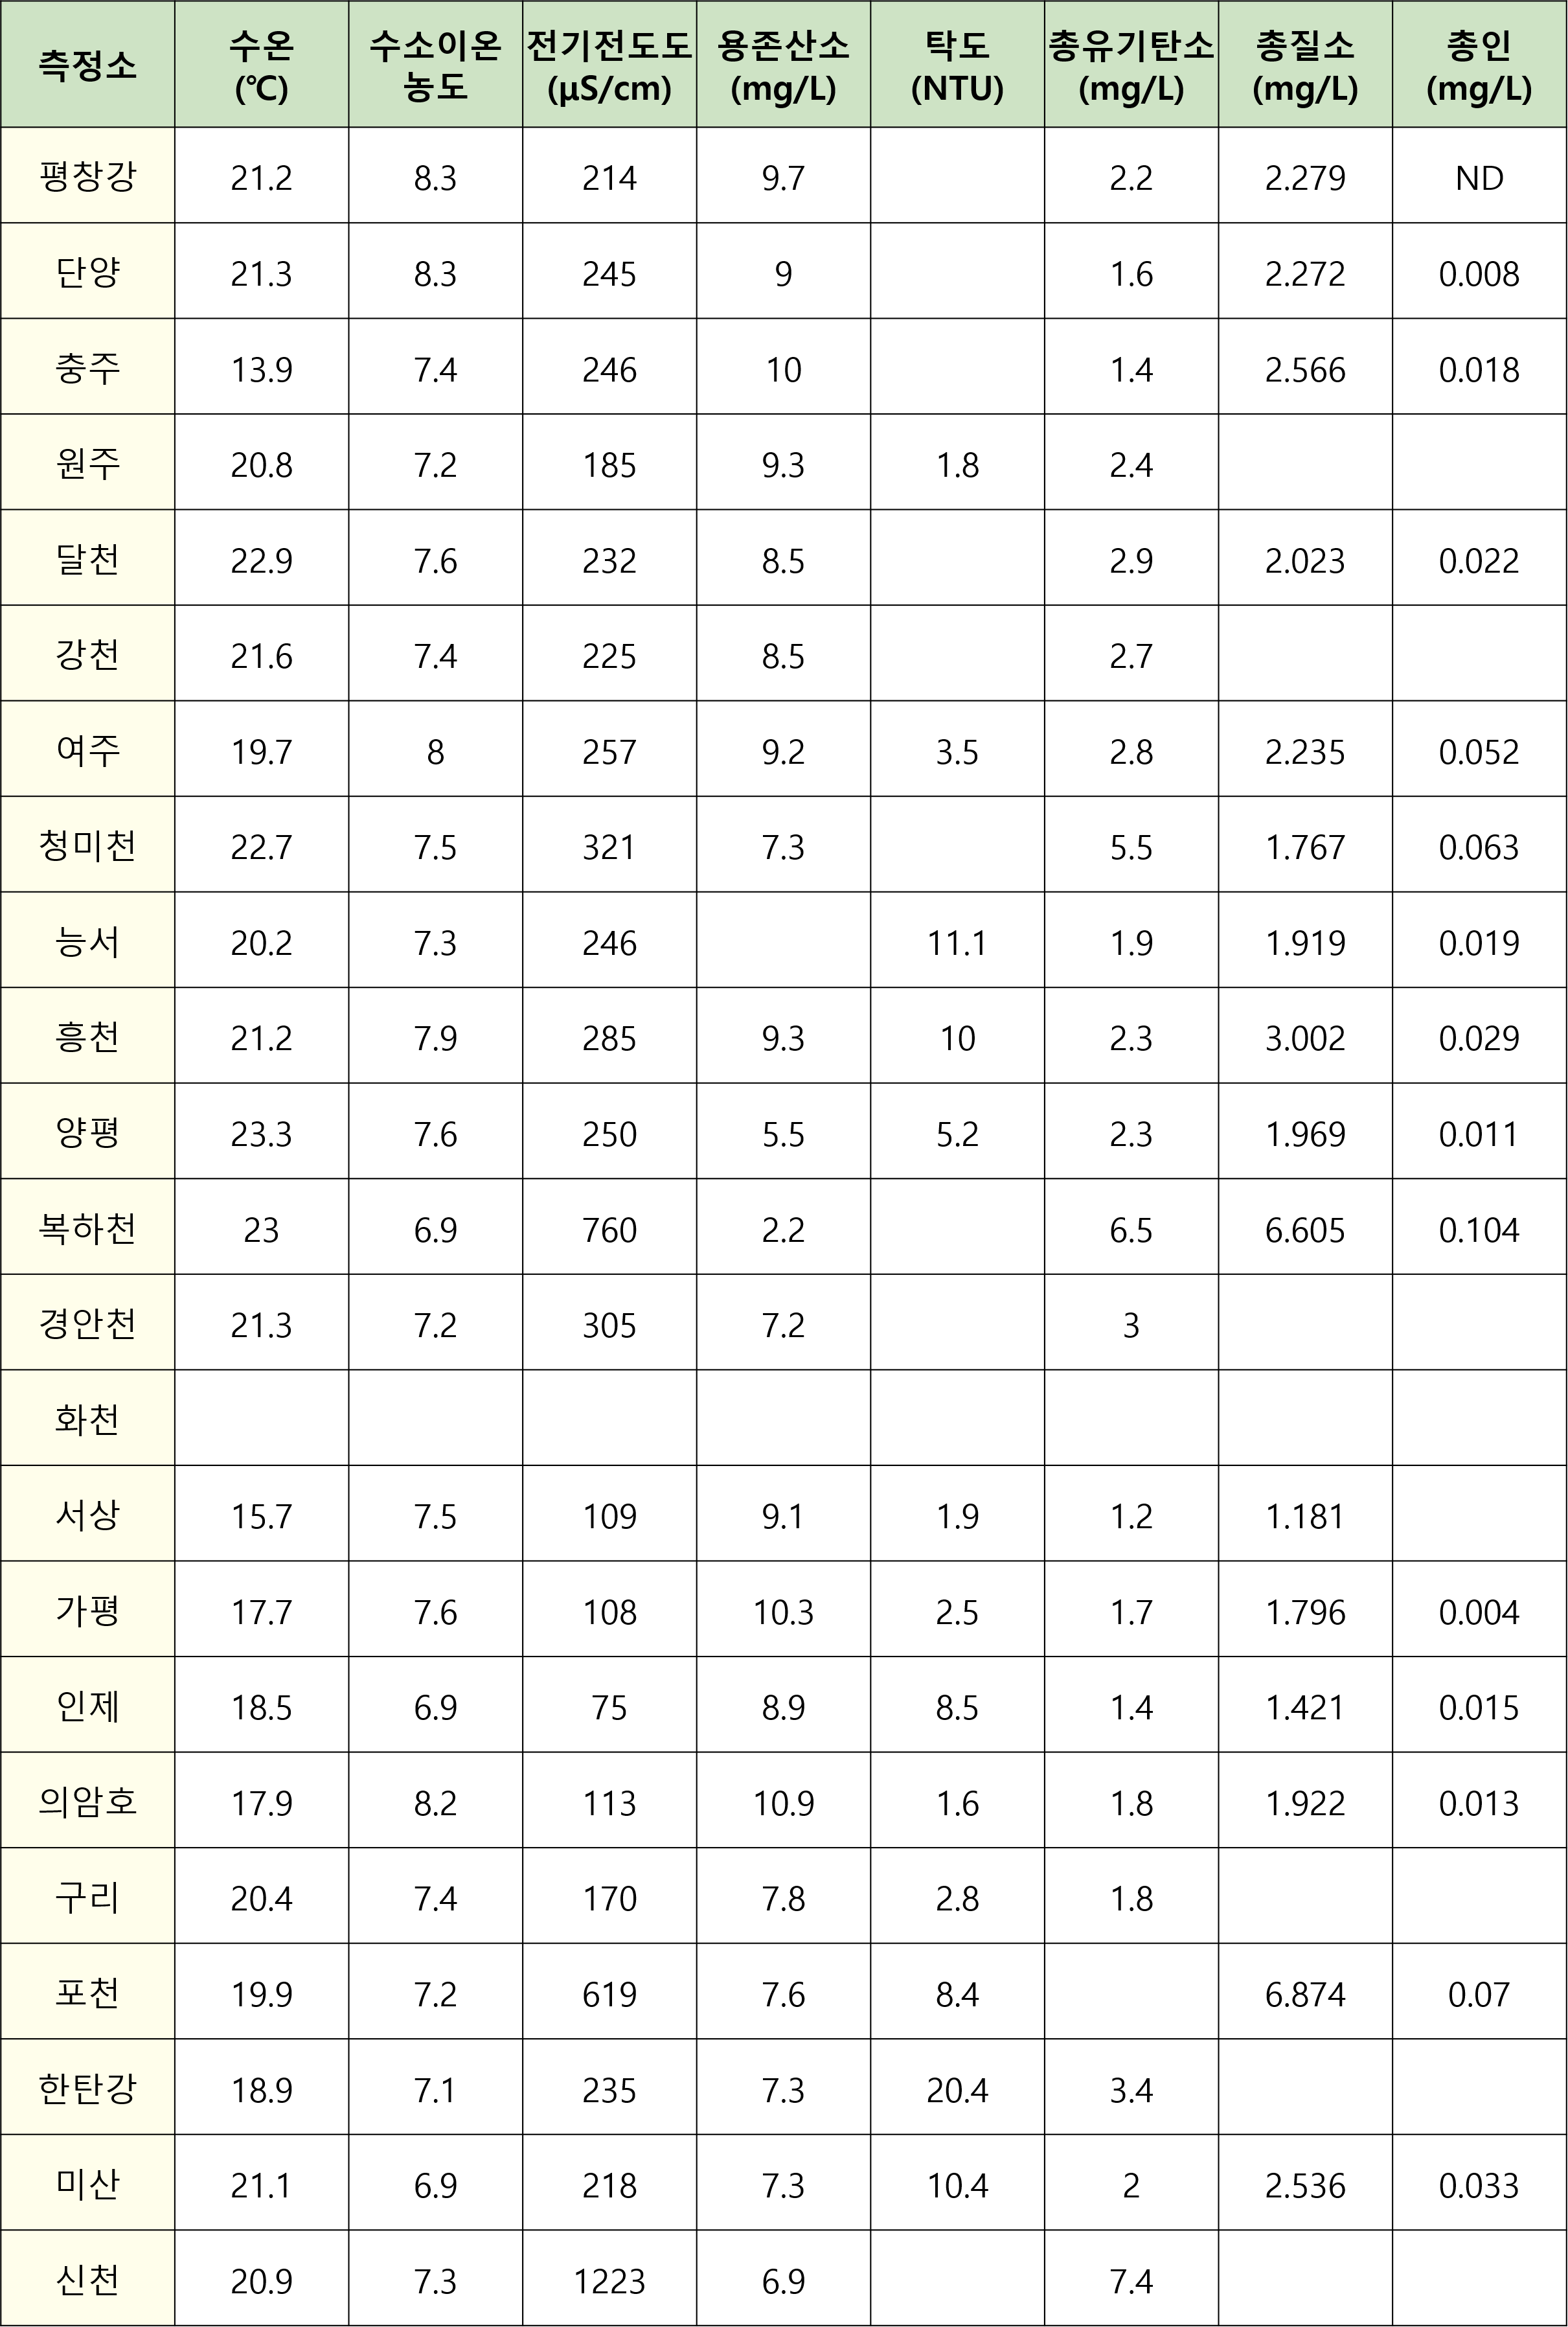 측정소 수온 (℃) 수소이온 농도 전기전도도 (μS/cm) 용존산소 (mg/L) 탁도 (NTU) 총유기탄소 (mg/L) 총질소 (mg/L) 총인 (mg/L)
평창강 21.2 8.3 214 9.7 2.2 2.279 ND
단양 21.3 8.3 245 9 1.6 2.272 0.008
충주 13.9 7.4 246 10 1.4 2.566 0.018
원주 20.8 7.2 185 9.3 1.8 2.4
달천 22.9 7.6 232 8.5 2.9 2.023 0.022
강천 21.6 7.4 225 8.5 2.7
여주 19.7 8 257 9.2 3.5 2.8 2.235 0.052
청미천 22.7 7.5 321 7.3 5.5 1.767 0.063
능서 20.2 7.3 246 11.1 1.9 1.919 0.019
흥천 21.2 7.9 285 9.3 10 2.3 3.002 0.029
양평 23.3 7.6 250 5.5 5.2 2.3 1.969 0.011
복하천 23 6.9 760 2.2 6.5 6.605 0.104
경안천 21.3 7.2 305 7.2 3
화천
서상 15.7 7.5 109 9.1 1.9 1.2 1.181
가평 17.7 7.6 108 10.3 2.5 1.7 1.796 0.004
인제 18.5 6.9 75 8.9 8.5 1.4 1.421 0.015
의암호 17.9 8.2 113 10.9 1.6 1.8 1.922 0.013
구리 20.4 7.4 170 7.8 2.8 1.8
포천 19.9 7.2 619 7.6 8.4 6.874 0.07
한탄강 18.9 7.1 235 7.3 20.4 3.4
미산 21.1 6.9 218 7.3 10.4 2 2.536 0.033
신천 20.9 7.3 1223 6.9 7.4